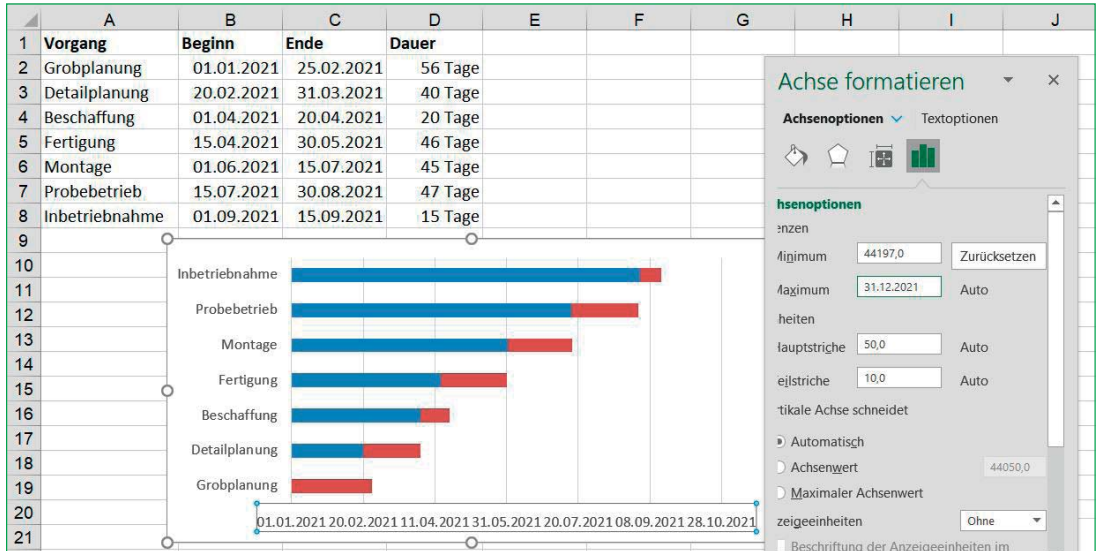 A B C D E F G H I J
1 Vorgang Beginn Ende Dauer
2 Grobplanung 01.01.2021 25.02.2021 56 Tage
3 Detailplanung 20.02.2021 31.03.2021 40 Tage
4 Beschaffung 01.04.2021 20.04.2021 20 Tage
5 Fertigung 15.04.2021 30.05.2021 46 Tage
6 Montage 01.06.2021 15.07.2021 45 Tage
7 Probebetrieb 15.07.2021 30.08.2021 47 Tage
8 Inbetriebnahme 01.09.2021 15.09.2021 15 Tage
9
10
11
12
13
14
15
16
17
18
19
20
21
Inbetriebnahme
Probebetrieb
Montage
Fertigung
Beschaffung
Detailplanung
Grobplanung
01.01.2021 20.02.2021 11.04.2021 31.05.2021 20.07.2021 08.09.2021 28.10.2021
Achse formatieren
Achsenoptionen Textoptionen
hsenoptionen
enzen
Minimum 44197,0 Zurücksetzen
Maximum 31.12.2021 Auto
heiten
lauptstriche 50,0 Auto
eilstriche 10,0 Auto
rtikale Achse schneidet
Automatisch
Achsenwert 44050,0
Maximaler Achsenwert
zeigeeinheiten Ohne
Beschriftung der Anzeigeeinheiten im